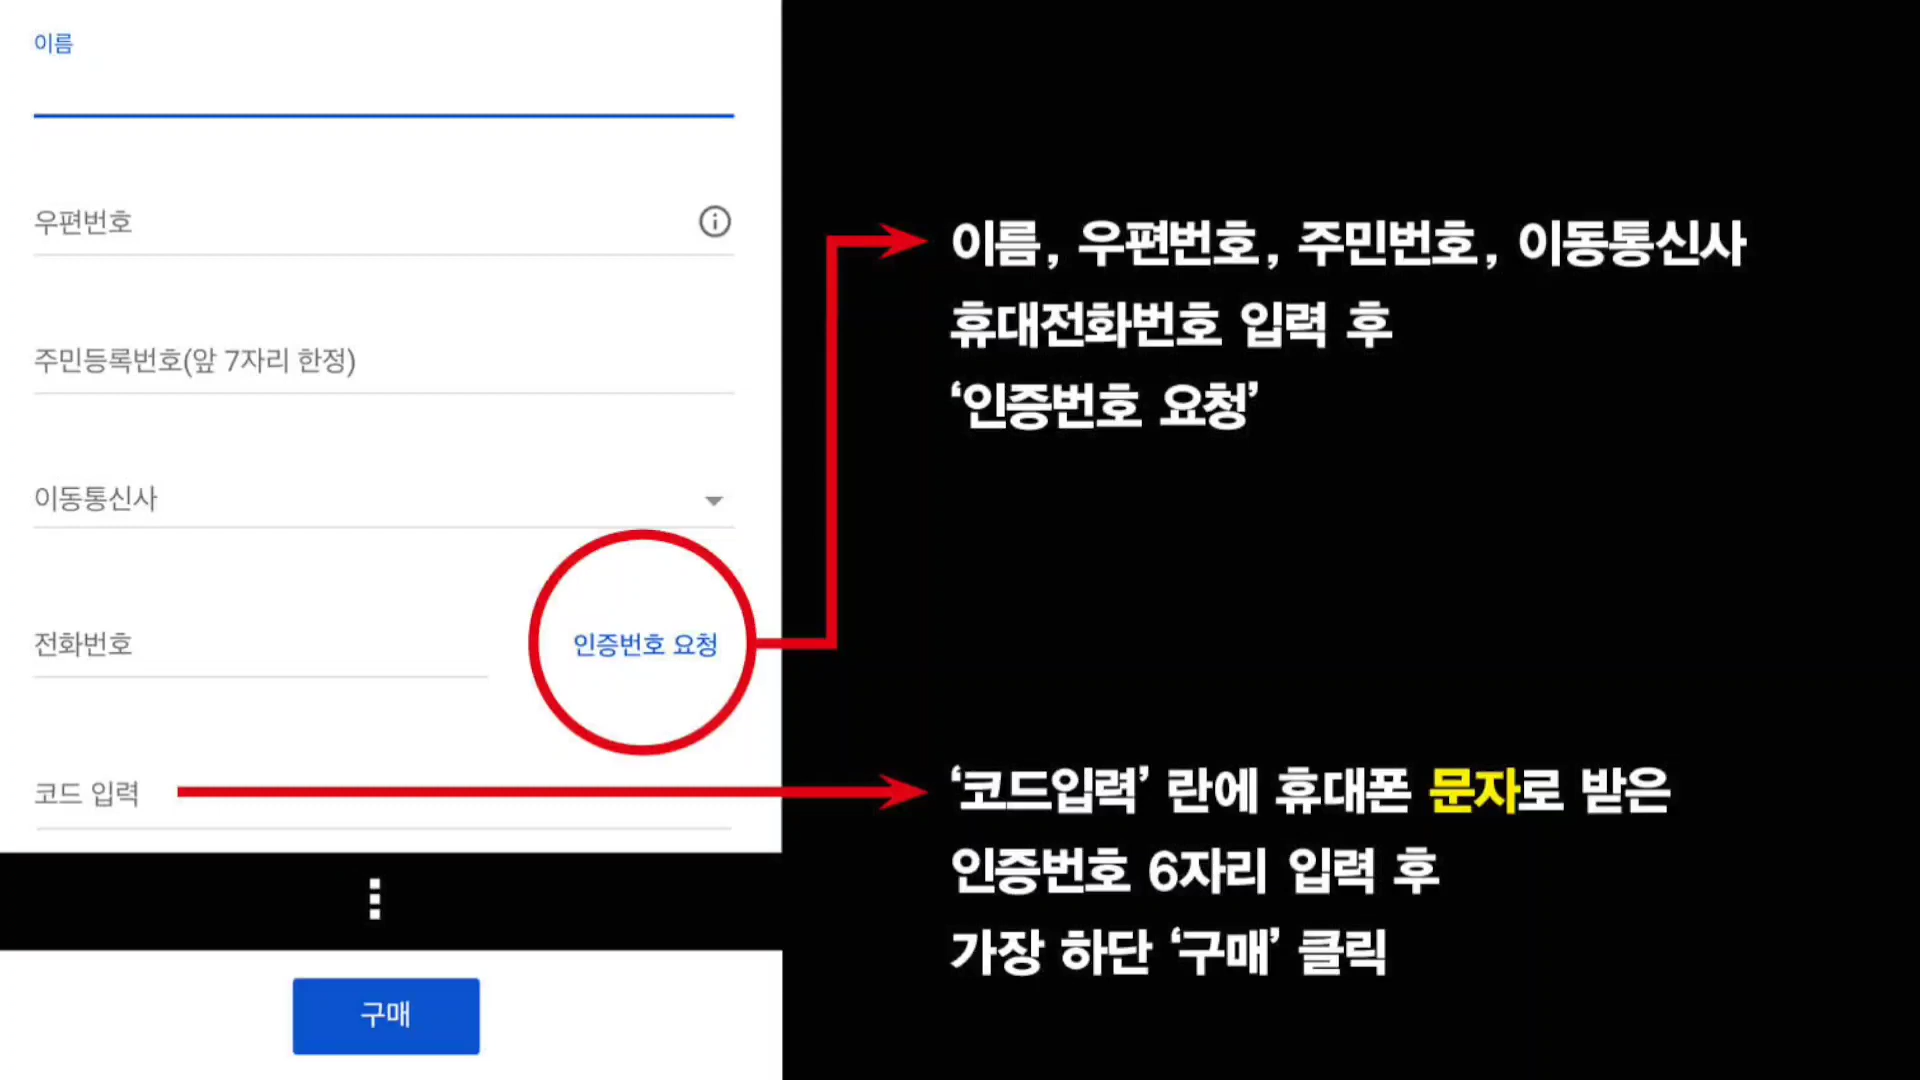 이름
우편번호
주민등록번호(앞 7자리 한정)
이동통신사
전화번호
인증번호 요청
코드 입력
구매
이름, 우편번호, 주민번호, 이동통신사
휴대전화번호 입력 후
‘인증번호 요청’
‘코드입력’ 란에 휴대폰 문자로 받은
인증번호 6자리 입력 후
가장 하단 ‘구매’ 클릭